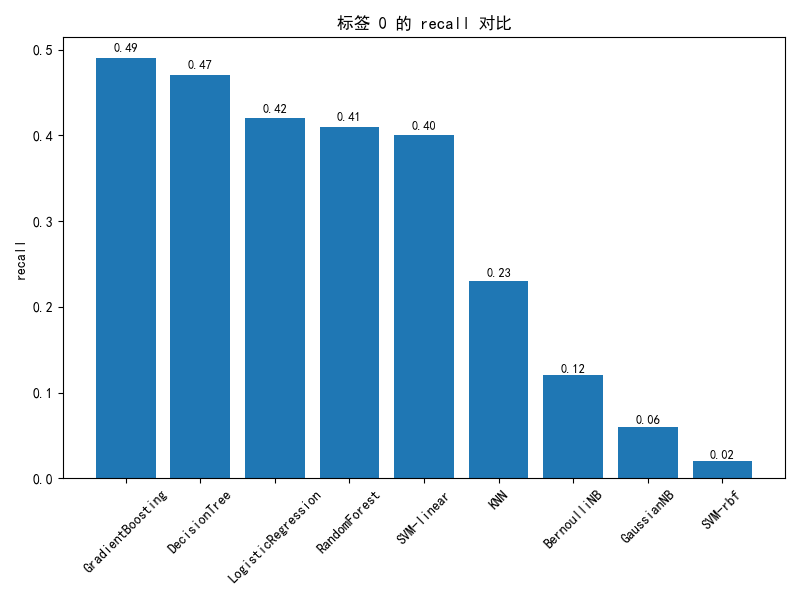 标签 0 的 recall 对比
recall
0.5
0.4
0.3
0.2
0.1
0.0
0.49
0.47
0.42
0.41
0.40
0.23
0.12
0.06
0.02
GradientBoosting
DecisionTree
LogisticRegression
RandomForest
SVM-linear
KNN
BernoulliNB
GaussianNB
SVM-rbf